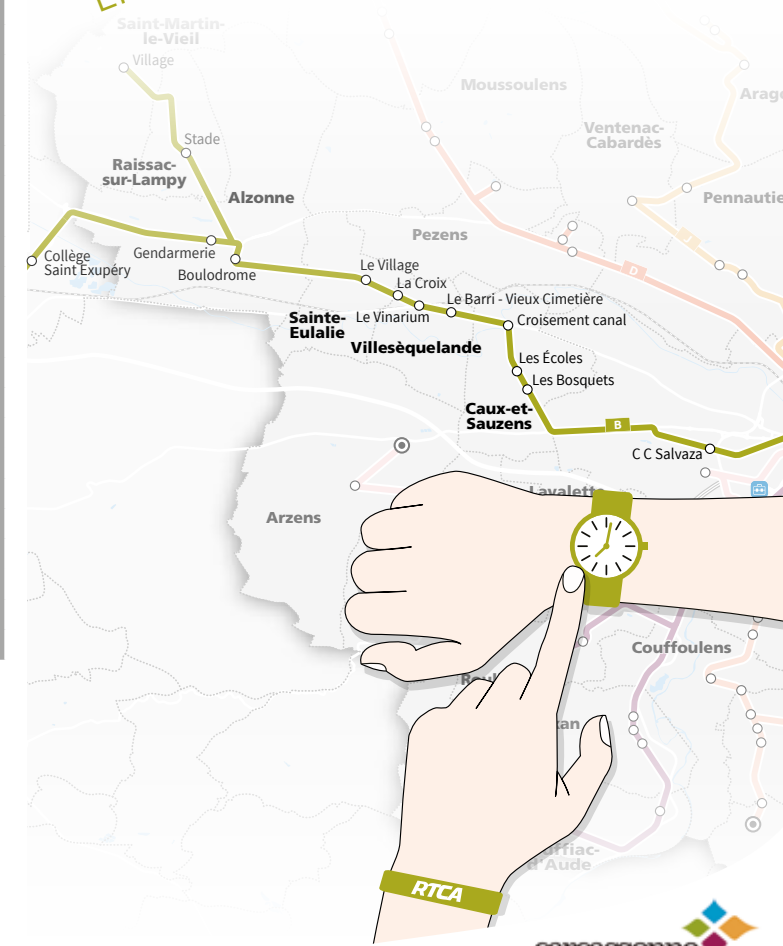 Saint-Martin-
le-Vieil
Village
Moussoulens
Ventenac-
Cabardès
Stade
Raissac-
sur-Lampy
Alzonne
Pezens
Gendarmerie
Collège
Saint Exupéry
Boulodrome
Le Village
La Croix
D
Le Barri - Vieux Cimetière
Sainte-
Eulalie
Le Vinarium
Croisement canal
Villesèquelande
Les Écoles
Les Bosquets
Caux-et-
Sauzens
B
C C Salvaza
Arzens
Couffoulens
RTCA
d'Aude